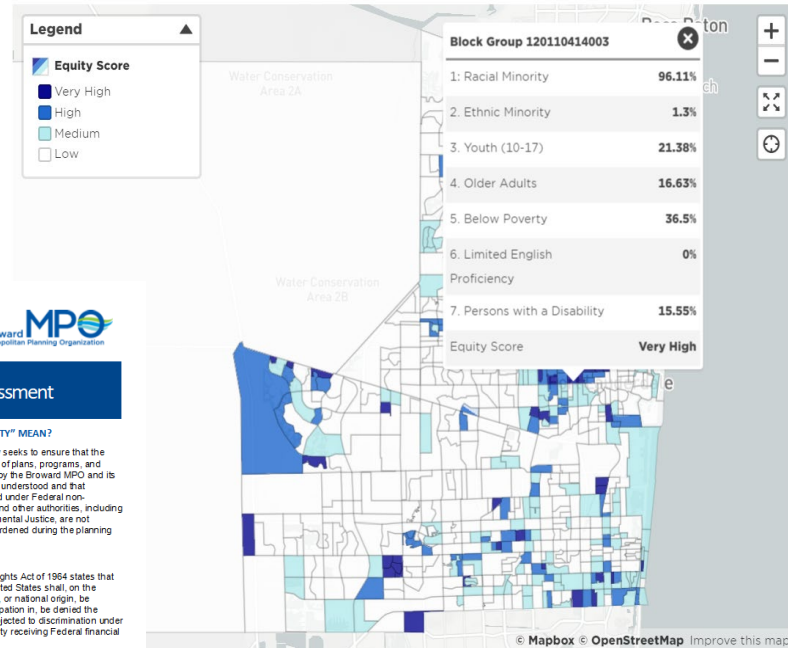 Legend ▲
Equity Score
Very High
High
Medium
Low
Water Conservation
Area 2A
Water Conservation
Area 2B
ton
ch
e
Block Group 120110414003
1: Racial Minority 96.11%
2. Ethnic Minority 1.3%
3. Youth (10-17) 21.38%
4. Older Adults 16.63%
5. Below Poverty 36.5%
6. Limited English
Proficiency 0%
7. Persons with a Disability 15.55%
Equity Score Very High
+
−
ward MPO
opolitan Planning Organization
ssment
TY” MEAN?
seeks to ensure that the
of plans, programs, and
by the Broward MPO and its
understood and that
d under Federal non-
nd other authorities, including
mental Justice, are not
rdened during the planning
ghts Act of 1964 states that
ted States shall, on the
, or national origin, be
pation in, be denied the
jected to discrimination under
ty receiving Federal financial
© Mapbox © OpenStreetMap Improve this map